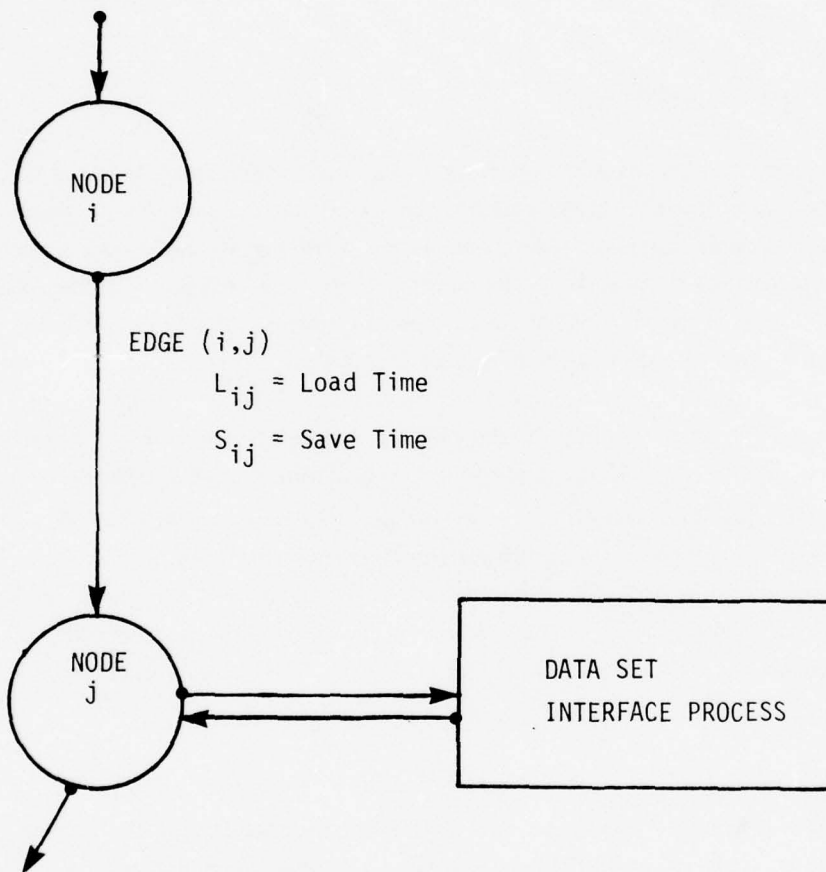 NODE
i
EDGE (i,j)
L_ij = Load Time
S_ij = Save Time
NODE
j
DATA SET
INTERFACE PROCESS